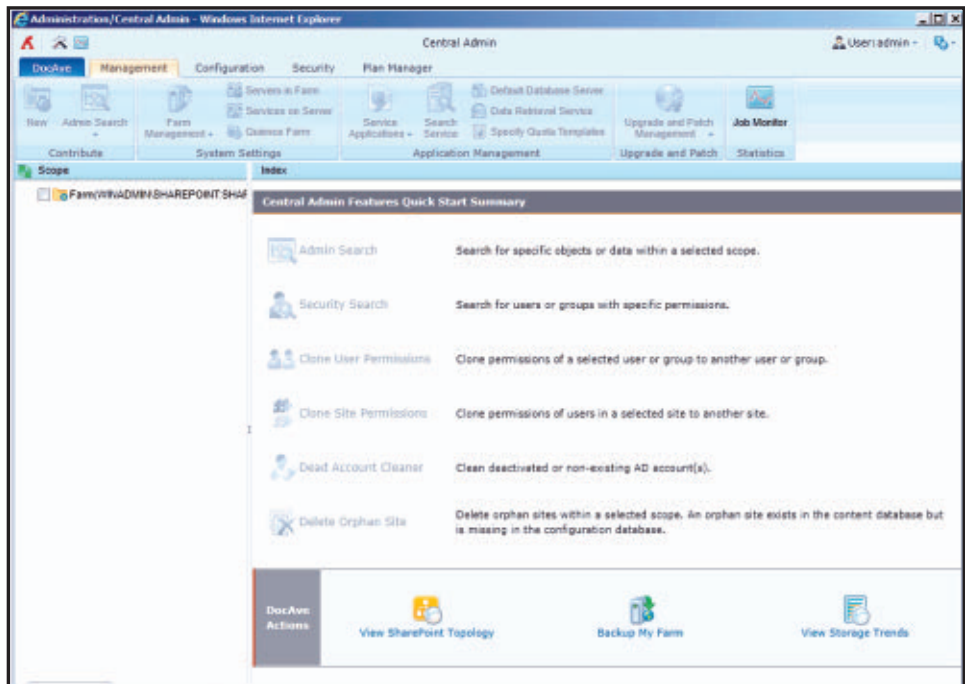 Administration/Central Admin - Windows Internet Explorer
Central Admin
User: admin
DocAve Management Configuration Security Plan Manager
New
Admin Search
Farm Management
Servers in Farm
Services on Server
Service Applications
Search Service
Default Database Server
Data Retrieval Service
Specify Quota Templates
Upgrade and Patch Management
Job Monitor
Contribute System Settings Application Management Upgrade and Patch Statistics
Scope
Index
Farm(WIN\ADMIN:SHAREPOINT:SHAF
Central Admin Features Quick Start Summary
Admin Search Search for specific objects or data within a selected scope.
Security Search Search for users or groups with specific permissions.
Clone User Permissions Clone permissions of a selected user or group to another user or group.
Clone Site Permissions Clone permissions of users in a selected site to another site.
Dead Account Cleaner Clean deactivated or non-existing AD account(s).
Delete Orphan Site Delete orphan sites within a selected scope. An orphan site exists in the content database but
is missing in the configuration database.
DocAve
Actions
View SharePoint Topology Backup My Farm View Storage Trends